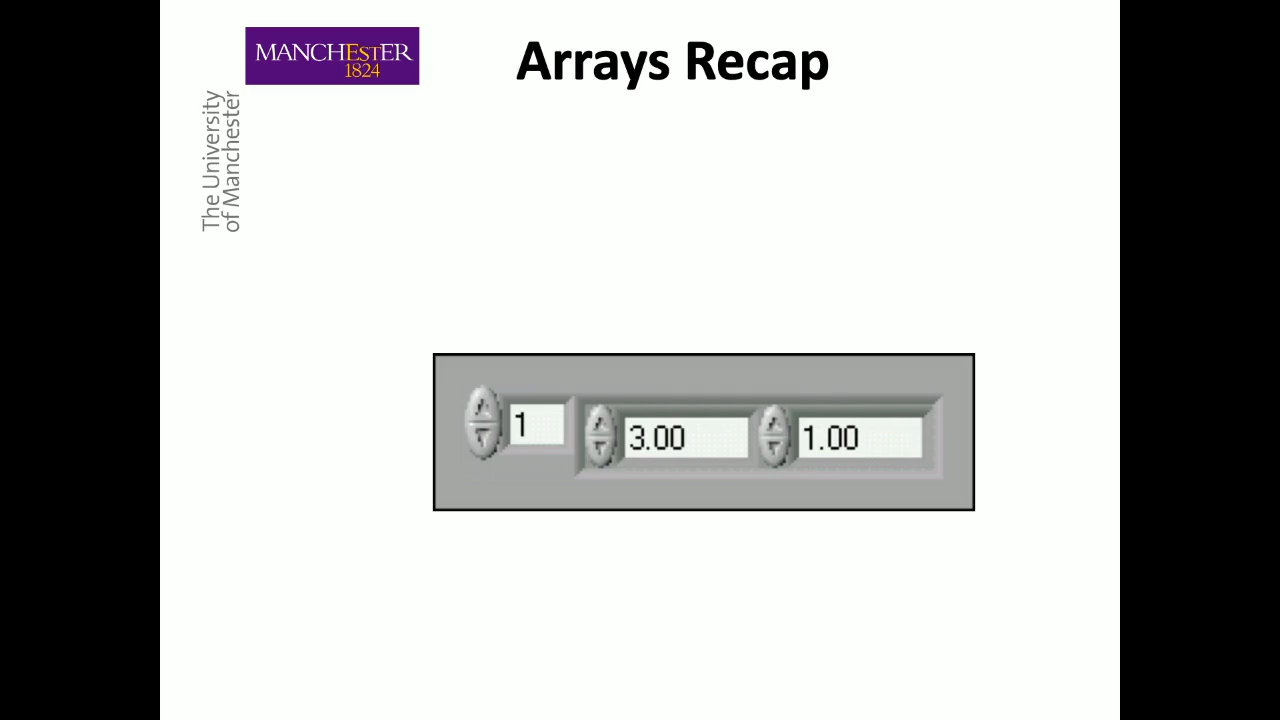 MANCHESTER
1824
The University
of Manchester
Arrays Recap
1
3.00
1.00